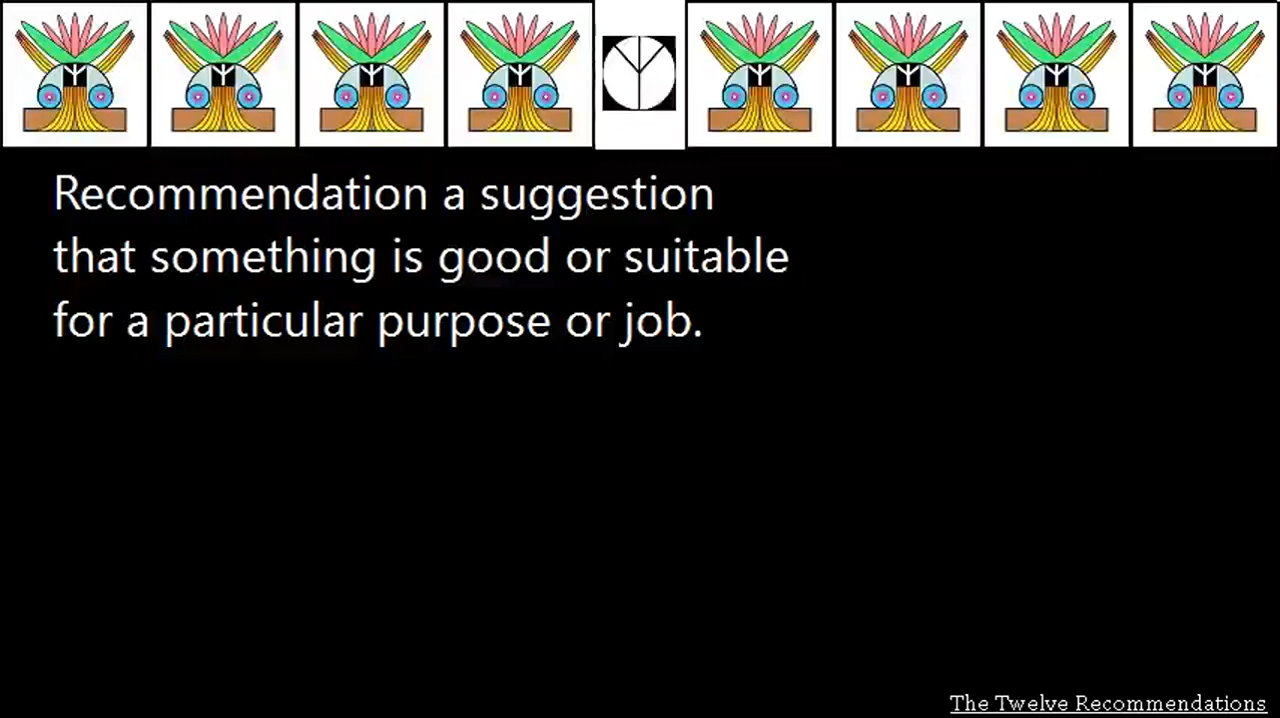 Recommendation a suggestion
that something is good or suitable
for a particular purpose or job.
The Twelve Recommendations